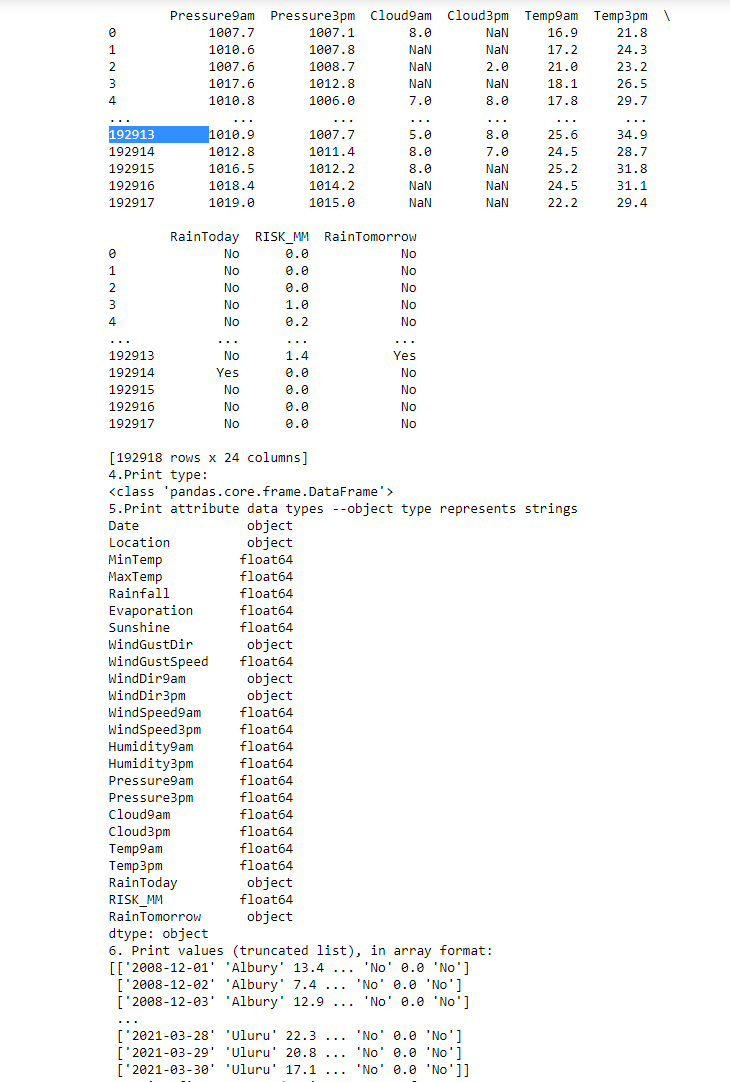 Pressure9am  Pressure3pm  Cloud9am  Cloud3pm  Temp9am  Temp3pm  \
0            1007.7       1007.1       8.0       NaN     16.9     21.8
1            1010.6       1007.8       NaN       NaN     17.2     24.3
2            1007.6       1008.7       NaN       2.0     21.0     23.2
3            1017.6       1012.8       NaN       NaN     18.1     26.5
4            1010.8       1006.0       7.0       8.0     17.8     29.7
...             ...          ...       ...       ...      ...      ...
192913       1010.9       1007.7       5.0       8.0     25.6     34.9
192914       1012.8       1011.4       8.0       7.0     24.5     28.7
192915       1016.5       1012.2       8.0       NaN     25.2     31.8
192916       1018.4       1014.2       NaN       NaN     24.5     31.1
192917       1019.0       1015.0       NaN       NaN     22.2     29.4
RainToday  RISK_MM  RainTomorrow
0              No      0.0            No
1              No      0.0            No
2              No      0.0            No
3              No      1.0            No
4              No      0.2            No
...           ...      ...           ...
192913         No      1.4           Yes
192914        Yes      0.0            No
192915         No      0.0            No
192916         No      0.0            No
192917         No      0.0            No
[192918 rows x 24 columns]
4.Print type:
<class 'pandas.core.frame.DataFrame'>
5.Print attribute data types --object type represents strings
Date              object
Location          object
MinTemp          float64
MaxTemp          float64
Rainfall         float64
Evaporation      float64
Sunshine         float64
WindGustDir       object
WindGustSpeed    float64
WindDir9am        object
WindDir3pm        object
WindSpeed9am     float64
WindSpeed3pm     float64
Humidity9am      float64
Humidity3pm      float64
Pressure9am      float64
Pressure3pm      float64
Cloud9am         float64
Cloud3pm         float64
Temp9am          float64
Temp3pm          float64
RainToday         object
RISK_MM          float64
RainTomorrow      object
dtype: object
6. Print values (truncated list), in array format:
[['2008-12-01' 'Albury' 13.4 ... 'No' 0.0 'No']
['2008-12-02' 'Albury' 7.4 ... 'No' 0.0 'No']
['2008-12-03' 'Albury' 12.9 ... 'No' 0.0 'No']
...
['2021-03-28' 'Uluru' 22.3 ... 'No' 0.0 'No']
['2021-03-29' 'Uluru' 20.8 ... 'No' 0.0 'No']
['2021-03-30' 'Uluru' 17.1 ... 'No' 0.0 'No']]